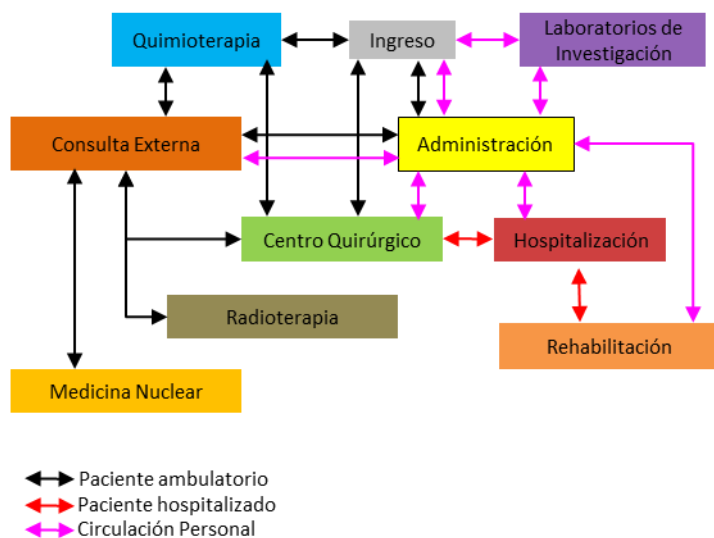 Quimioterapia
Ingreso
Laboratorios de
Investigación
Consulta Externa
Administración
Centro Quirúrgico
Hospitalización
Radioterapia
Rehabilitación
Medicina Nuclear
Paciente ambulatorio
Paciente hospitalizado
Circulación Personal